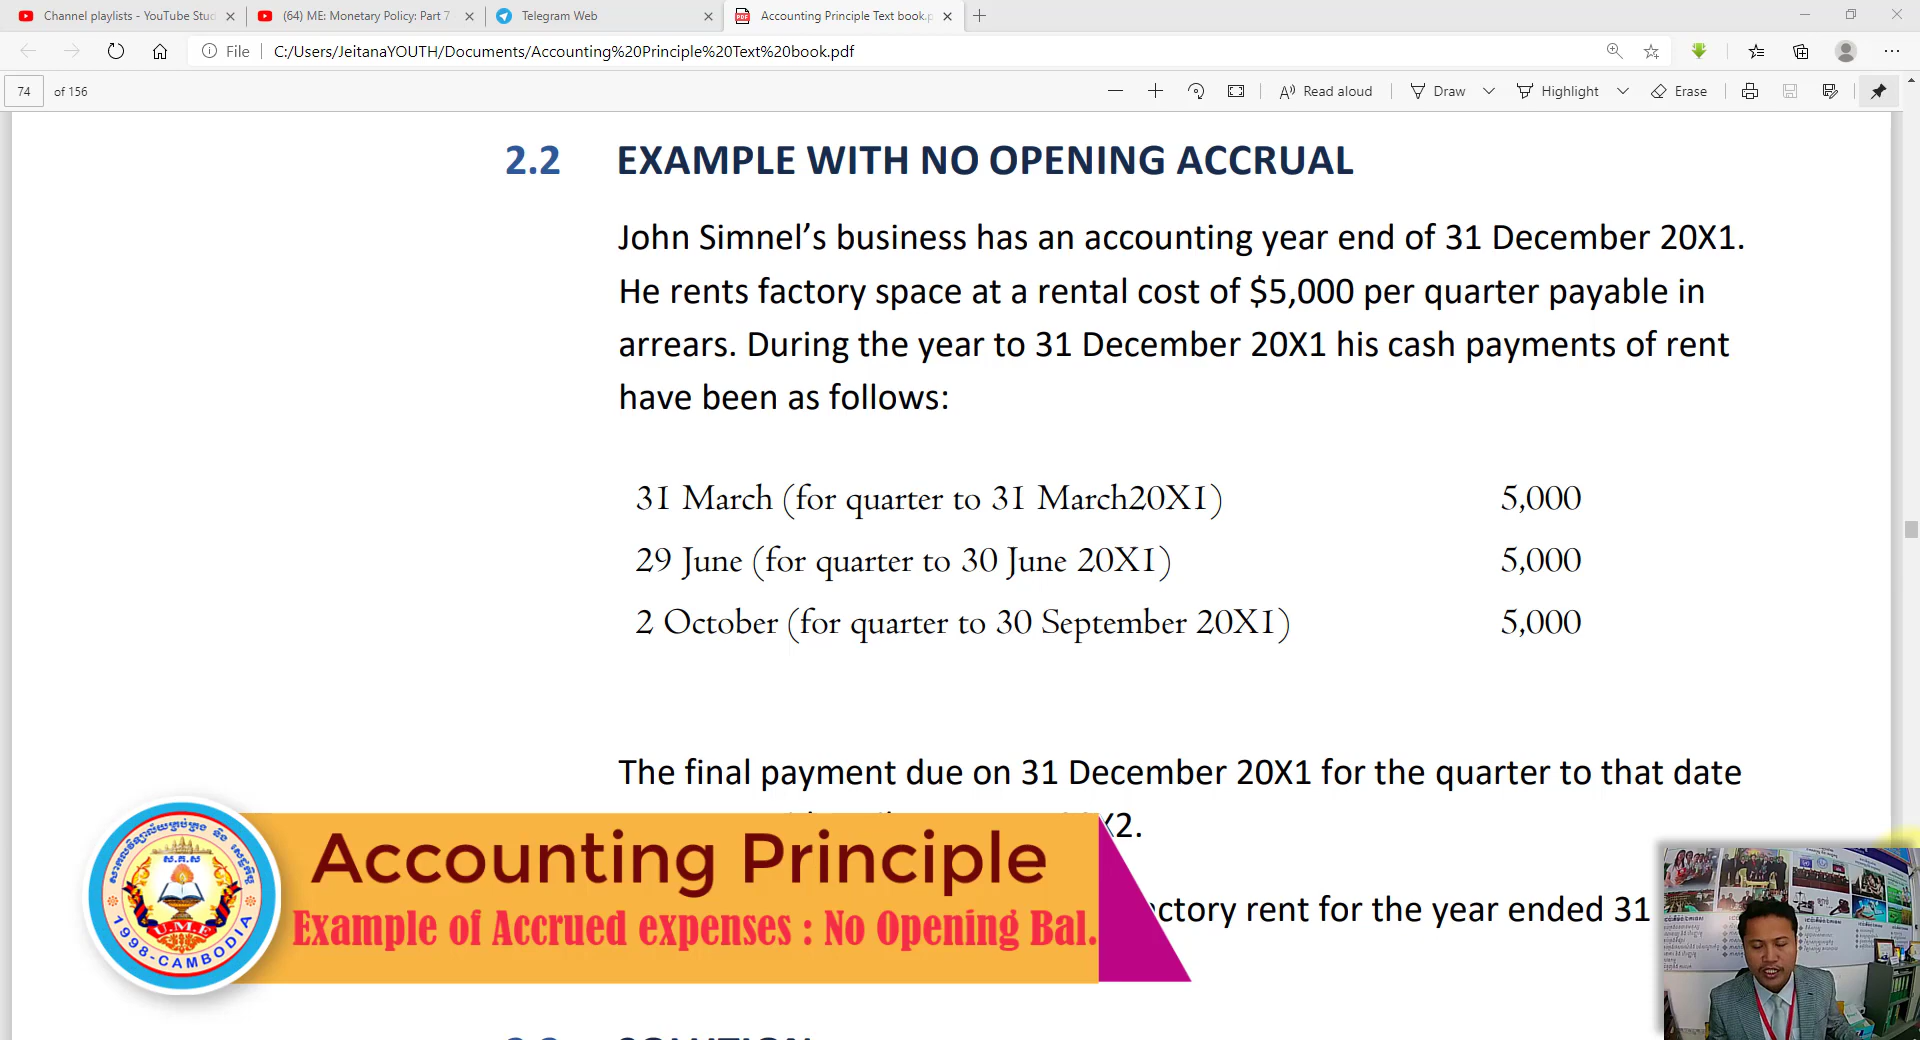 Channel playlists - YouTube Stud
(64) ME: Monetary Policy: Part 7
Telegram Web
Accounting Principle Text book.p
File
C:/Users/JeitanaYOUTH/Documents/Accounting%20Principle%20Text%20book.pdf
74
of 156
Read aloud
Draw
Highlight
Erase
2.2 EXAMPLE WITH NO OPENING ACCRUAL
John Simnel’s business has an accounting year end of 31 December 20X1.
He rents factory space at a rental cost of $5,000 per quarter payable in
arrears. During the year to 31 December 20X1 his cash payments of rent
have been as follows:
31 March (for quarter to 31 March20X1) 5,000
29 June (for quarter to 30 June 20X1) 5,000
2 October (for quarter to 30 September 20X1) 5,000
The final payment due on 31 December 20X1 for the quarter to that date
X2.
ctory rent for the year ended 31
Accounting Principle
Example of Accrued expenses : No Opening Bal.
ស.គ.ស
U.M.E
1998-CAMBODIA